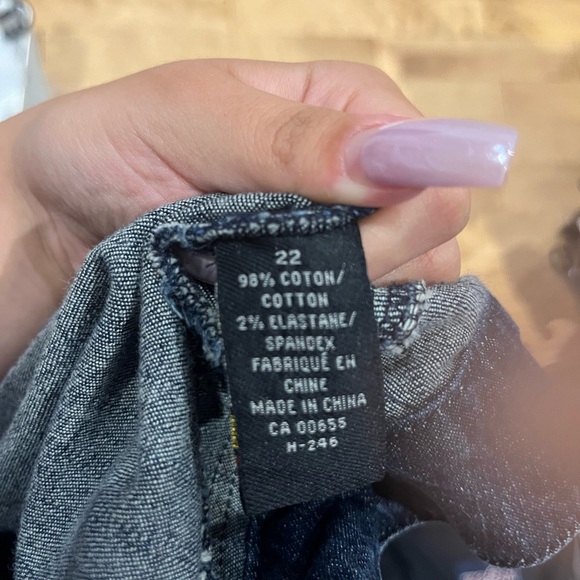 22
98% COTON/
COTTON
2% ELASTANE/
SPANDEX
FABRIQUÉ EN
CHINE
MADE IN CHINA
CA 00655
H-246